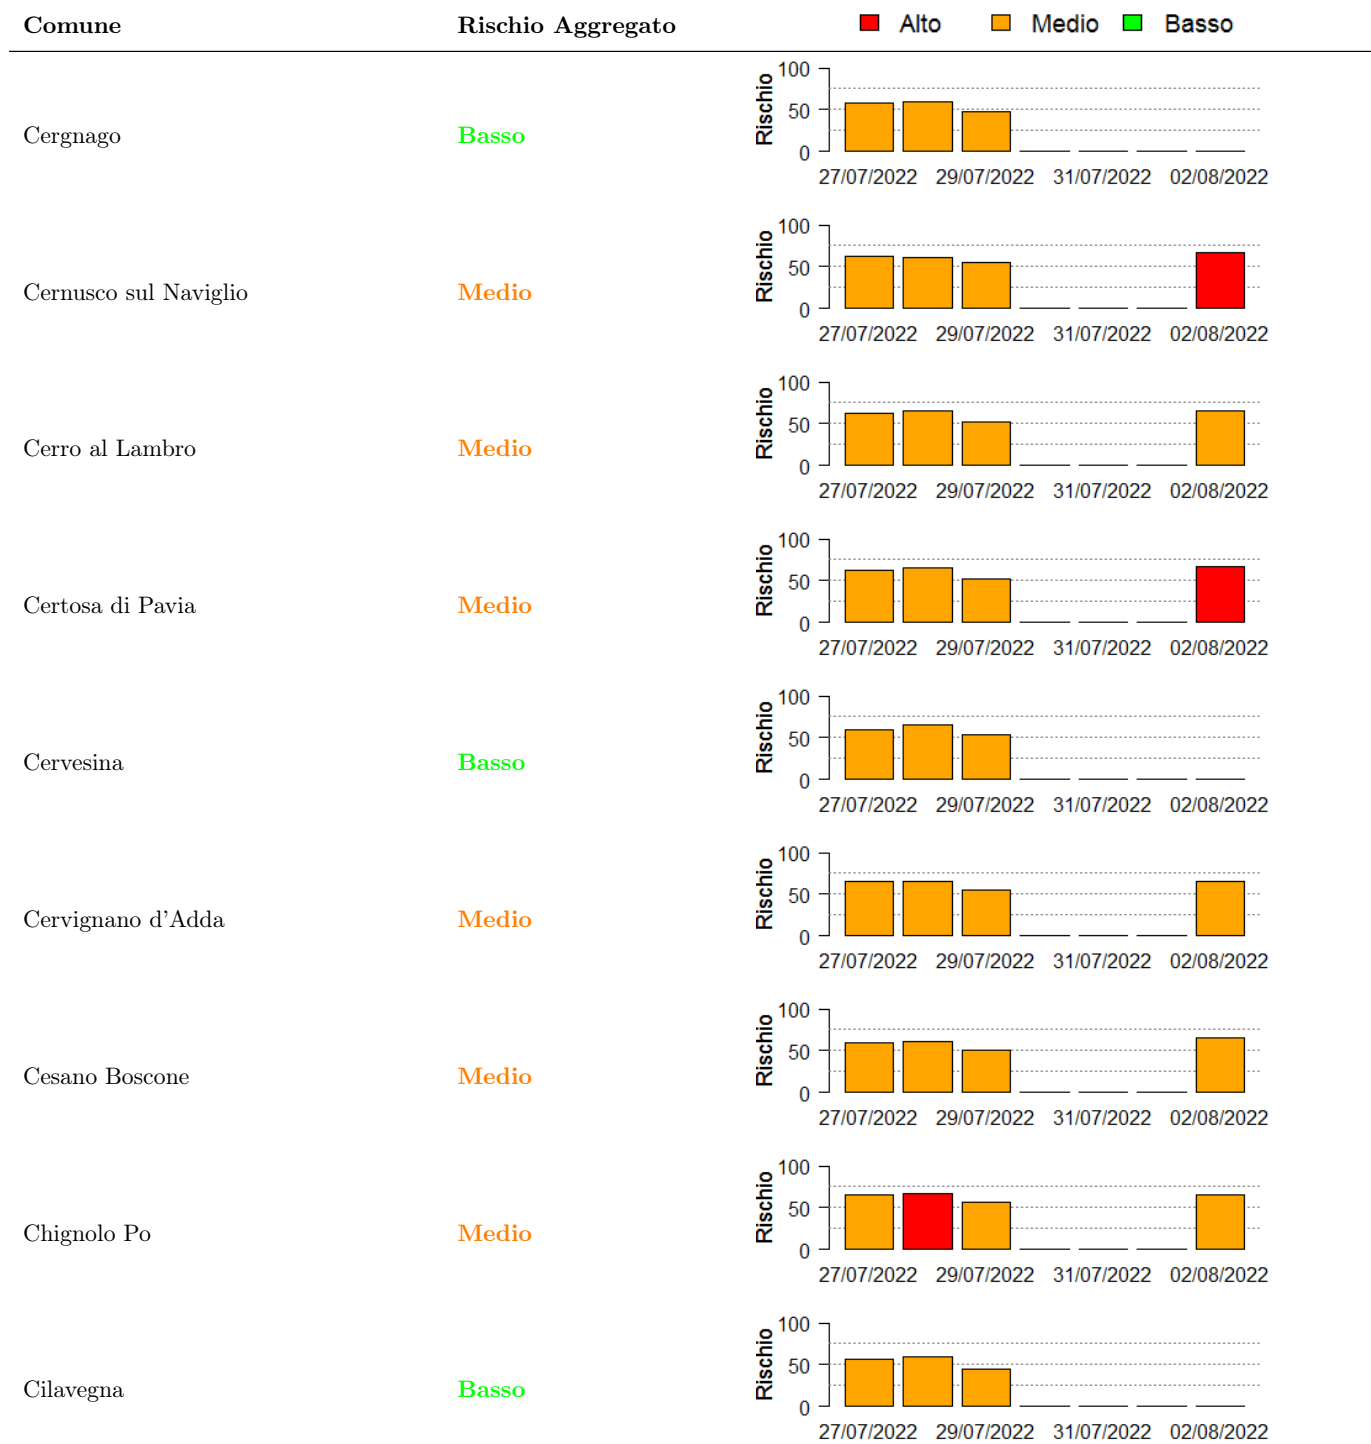 Comune Rischio Aggregato Alto Medio Basso
100
50
0
Rischio
Cergnago Basso
27/07/2022 29/07/2022 31/07/2022 02/08/2022
100
50
0
Rischio
Cernusco sul Naviglio Medio
27/07/2022 29/07/2022 31/07/2022 02/08/2022
100
50
0
Rischio
Cerro al Lambro Medio
27/07/2022 29/07/2022 31/07/2022 02/08/2022
100
50
0
Rischio
Certosa di Pavia Medio
27/07/2022 29/07/2022 31/07/2022 02/08/2022
100
50
0
Rischio
Cervesina Basso
27/07/2022 29/07/2022 31/07/2022 02/08/2022
100
50
0
Rischio
Cervignano d'Adda Medio
27/07/2022 29/07/2022 31/07/2022 02/08/2022
100
50
0
Rischio
Cesano Boscone Medio
27/07/2022 29/07/2022 31/07/2022 02/08/2022
100
50
0
Rischio
Chignolo Po Medio
27/07/2022 29/07/2022 31/07/2022 02/08/2022
100
50
0
Rischio
Cilavegna Basso
27/07/2022 29/07/2022 31/07/2022 02/08/2022